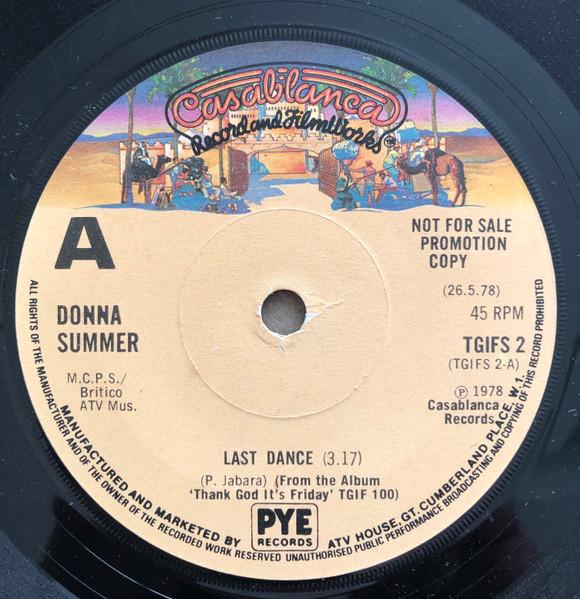 Casablanca
Record and FilmWorks
A
NOT FOR SALE
PROMOTION
COPY
(26.5.78)
45 RPM
DONNA
SUMMER
TGIFS 2
(TGIFS 2-A)
M.C.P.S./
Britico
ATV Mus.
℗ 1978
Casablanca
Records
LAST DANCE (3.17)
(P. Jabara) (From the Album
'Thank God It's Friday' TGIF 100)
MANUFACTURED AND MARKETED BY PYE RECORDS ATV HOUSE, GT. CUMBERLAND PLACE, W.1.
ALL RIGHTS OF THE MANUFACTURER AND OF THE OWNER OF THE RECORDED WORK RESERVED UNAUTHORISED PUBLIC PERFORMANCE BROADCASTING AND COPYING OF THIS RECORD PROHIBITED